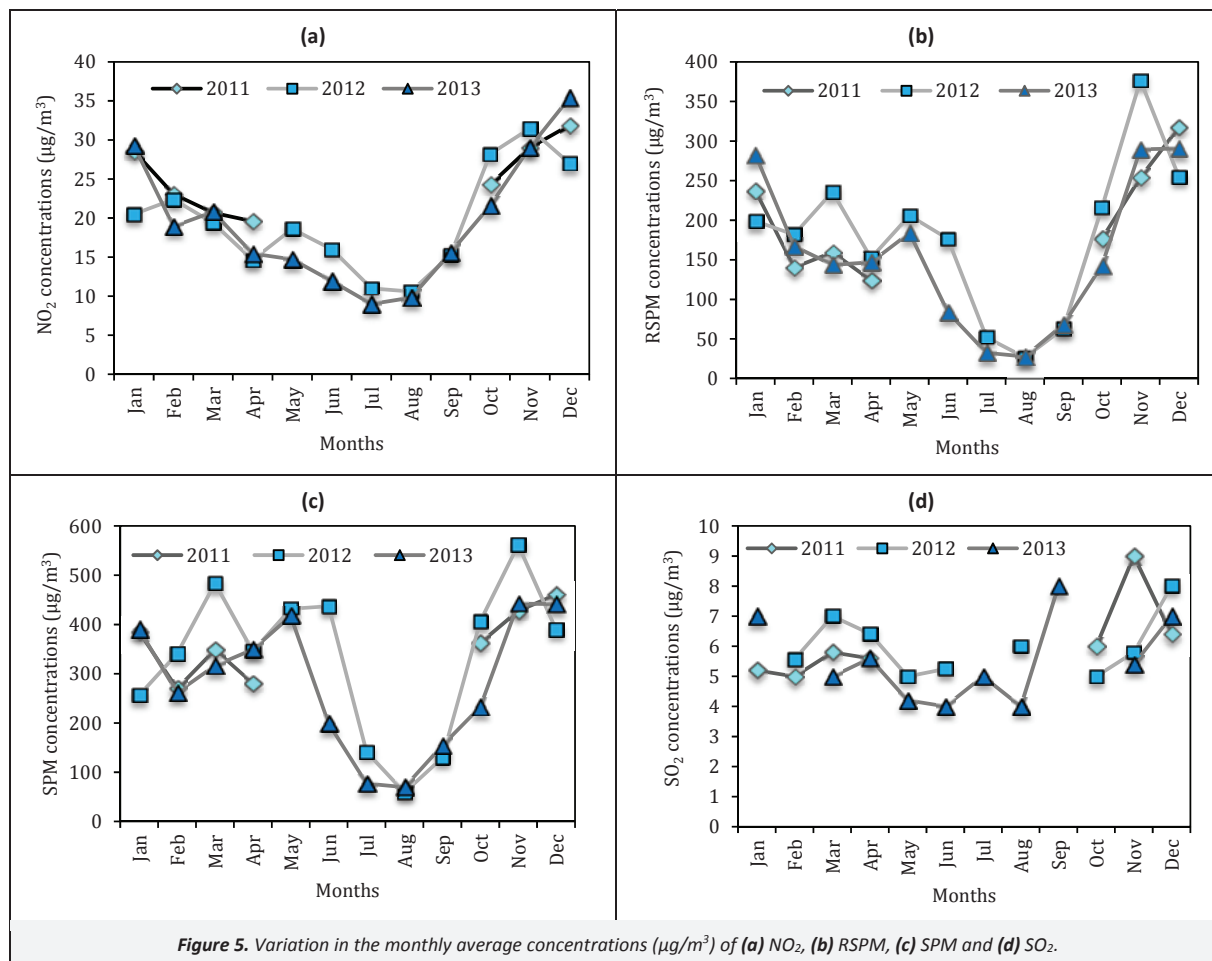 (a)
NO₂ concentrations (µg/m³)
40
35
30
25
20
15
10
5
0
2011 2012 2013
Jan Feb Mar Apr May Jun Jul Aug Sep Oct Nov Dec
Months
(b)
RSPM concentrations (µg/m³)
400
350
300
250
200
150
100
50
0
2011 2012 2013
Jan Feb Mar Apr May Jun Jul Aug Sep Oct Nov Dec
Months
(c)
SPM concentrations (µg/m³)
600
500
400
300
200
100
0
2011 2012 2013
Jan Feb Mar Apr May Jun Jul Aug Sep Oct Nov Dec
Months
(d)
SO₂ concentrations (µg/m³)
10
9
8
7
6
5
4
3
2
1
0
2011 2012 2013
Jan Feb Mar Apr May Jun Jul Aug Sep Oct Nov Dec
Months
Figure 5. Variation in the monthly average concentrations (µg/m³) of (a) NO₂, (b) RSPM, (c) SPM and (d) SO₂.